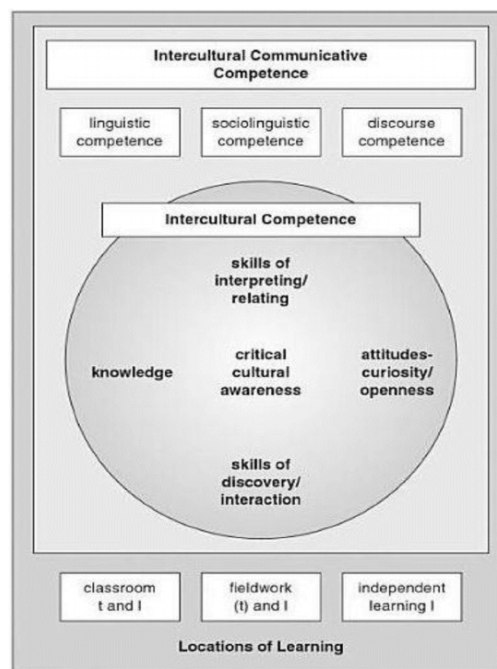 Intercultural Communicative
Competence
linguistic
competence
sociolinguistic
competence
discourse
competence
Intercultural Competence
skills of
interpreting/
relating
knowledge
critical
cultural
awareness
attitudes-
curiosity/
openness
skills of
discovery/
interaction
classroom
t and l
fieldwork
(t) and l
independent
learning l
Locations of Learning